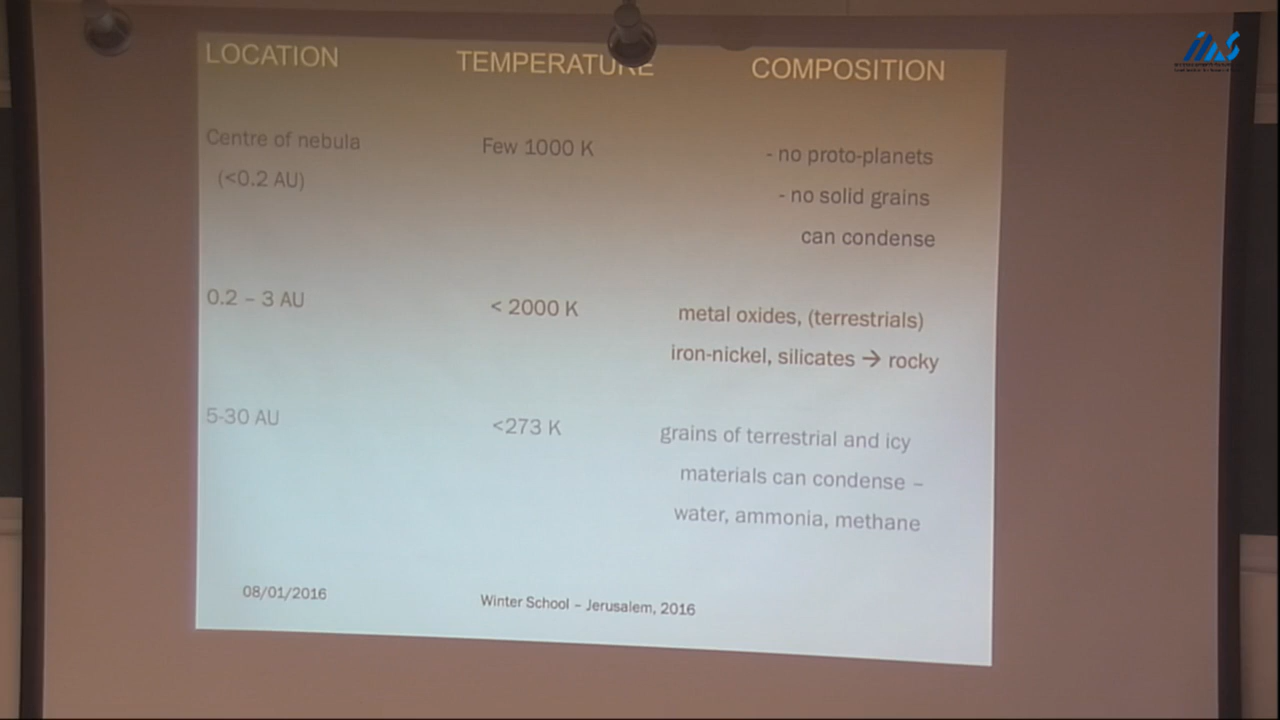 LOCATION TEMPERATURE COMPOSITION
Centre of nebula Few 1000 K - no proto-planets
(<0.2 AU) - no solid grains
can condense
0.2 – 3 AU < 2000 K metal oxides, (terrestrials)
iron-nickel, silicates → rocky
5-30 AU <273 K grains of terrestrial and icy
materials can condense –
water, ammonia, methane
08/01/2016 Winter School – Jerusalem, 2016